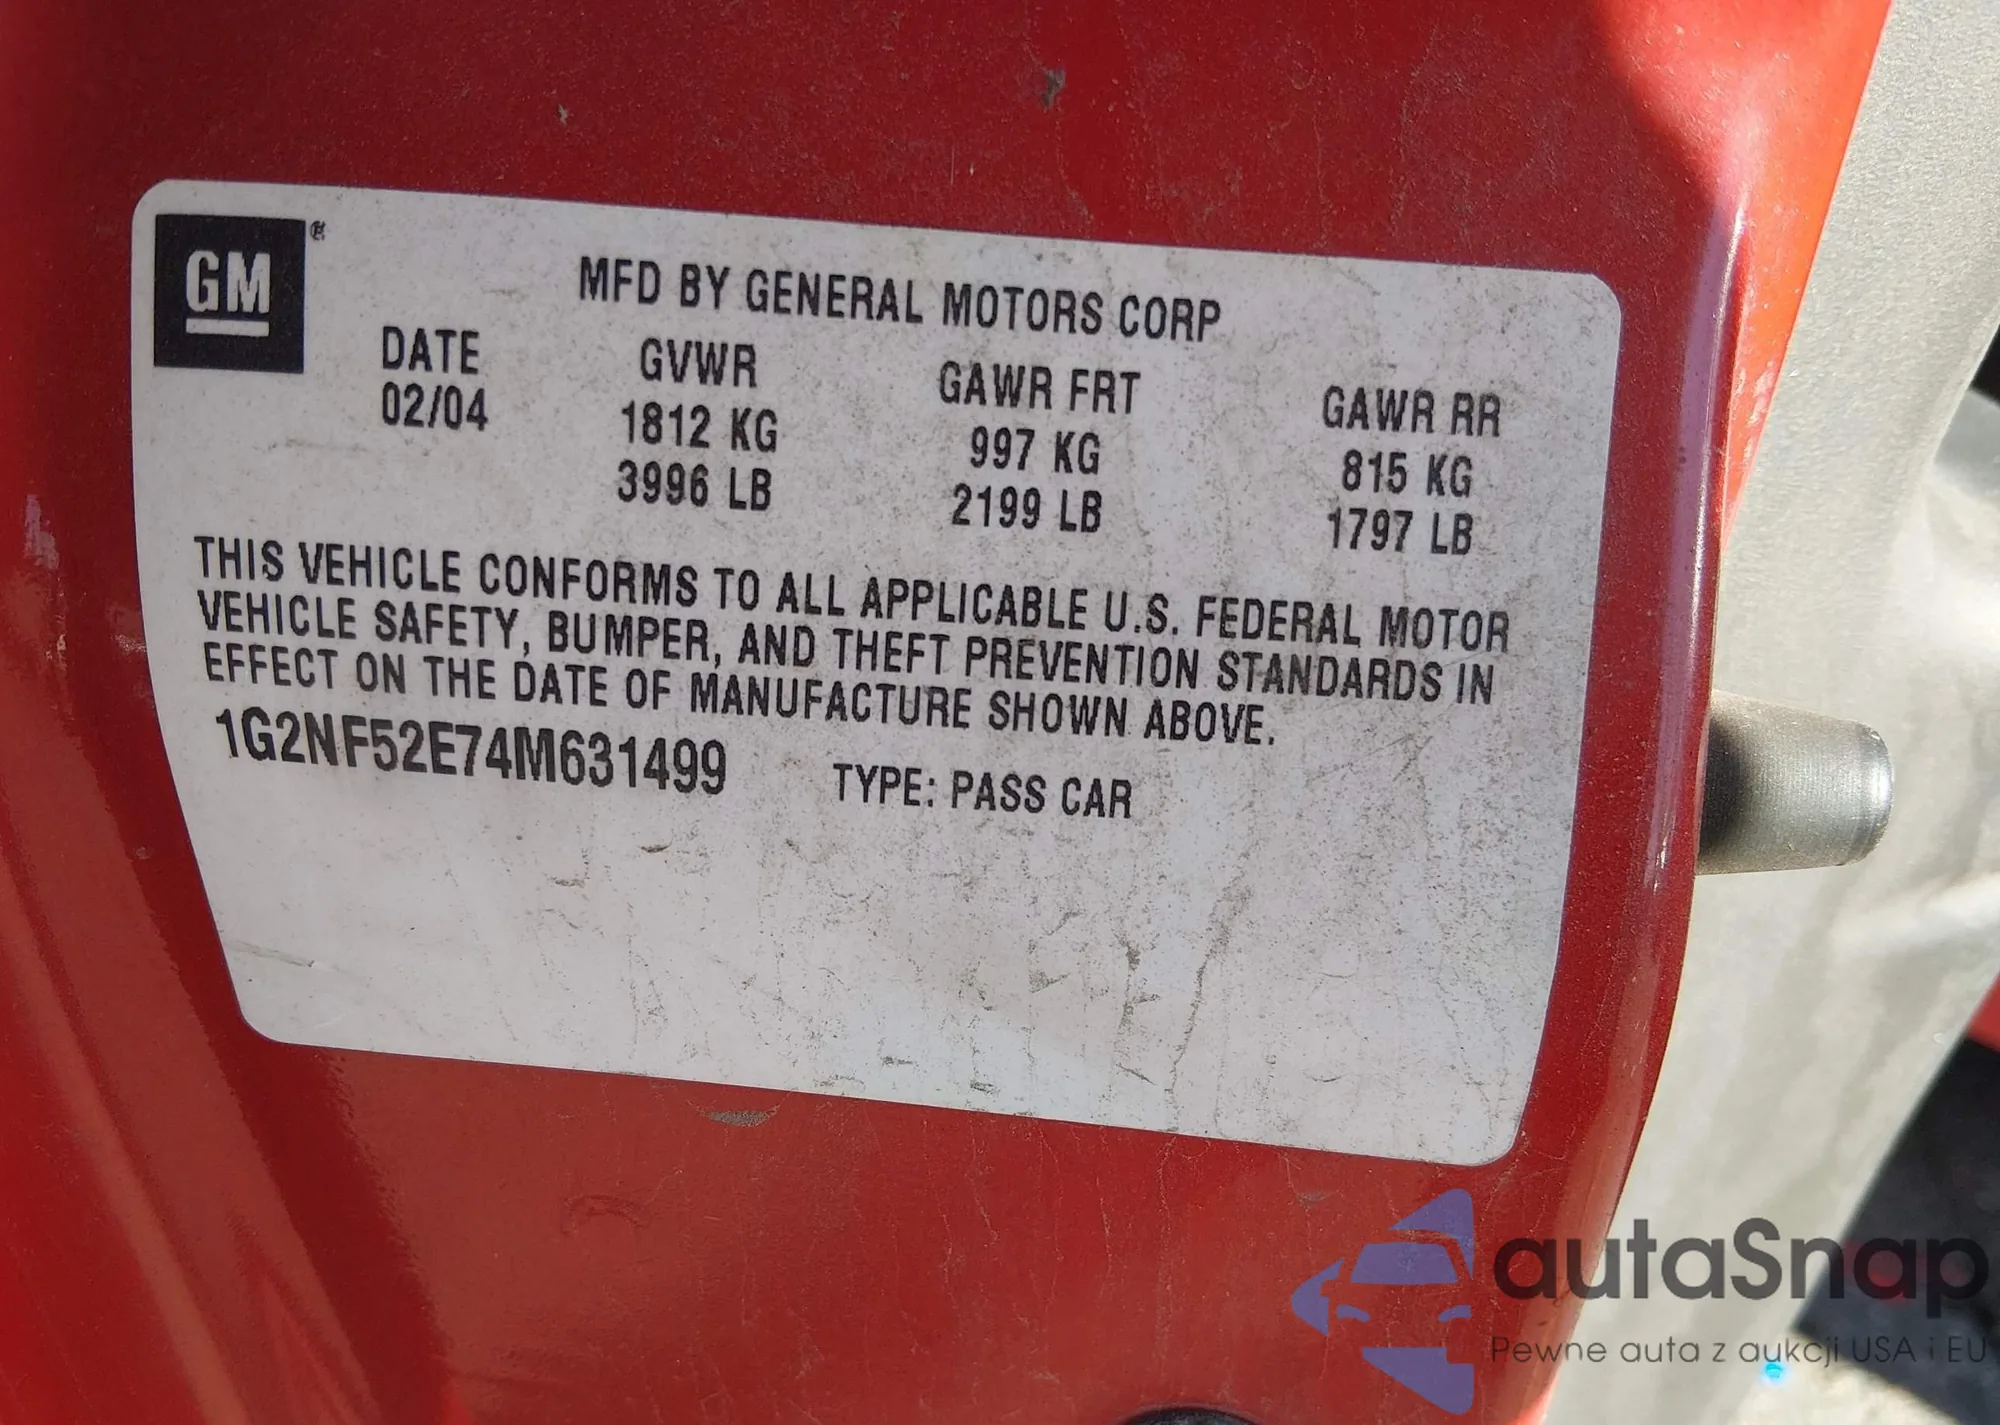 GM ®
MFD BY GENERAL MOTORS CORP
DATE GVWR GAWR FRT GAWR RR
02/04 1812 KG 997 KG 815 KG
3996 LB 2199 LB 1797 LB
THIS VEHICLE CONFORMS TO ALL APPLICABLE U.S. FEDERAL MOTOR
VEHICLE SAFETY, BUMPER, AND THEFT PREVENTION STANDARDS IN
EFFECT ON THE DATE OF MANUFACTURE SHOWN ABOVE.
1G2NF52E74M631499 TYPE: PASS CAR
autaSnap
Pewne auta z aukcji USA i EU